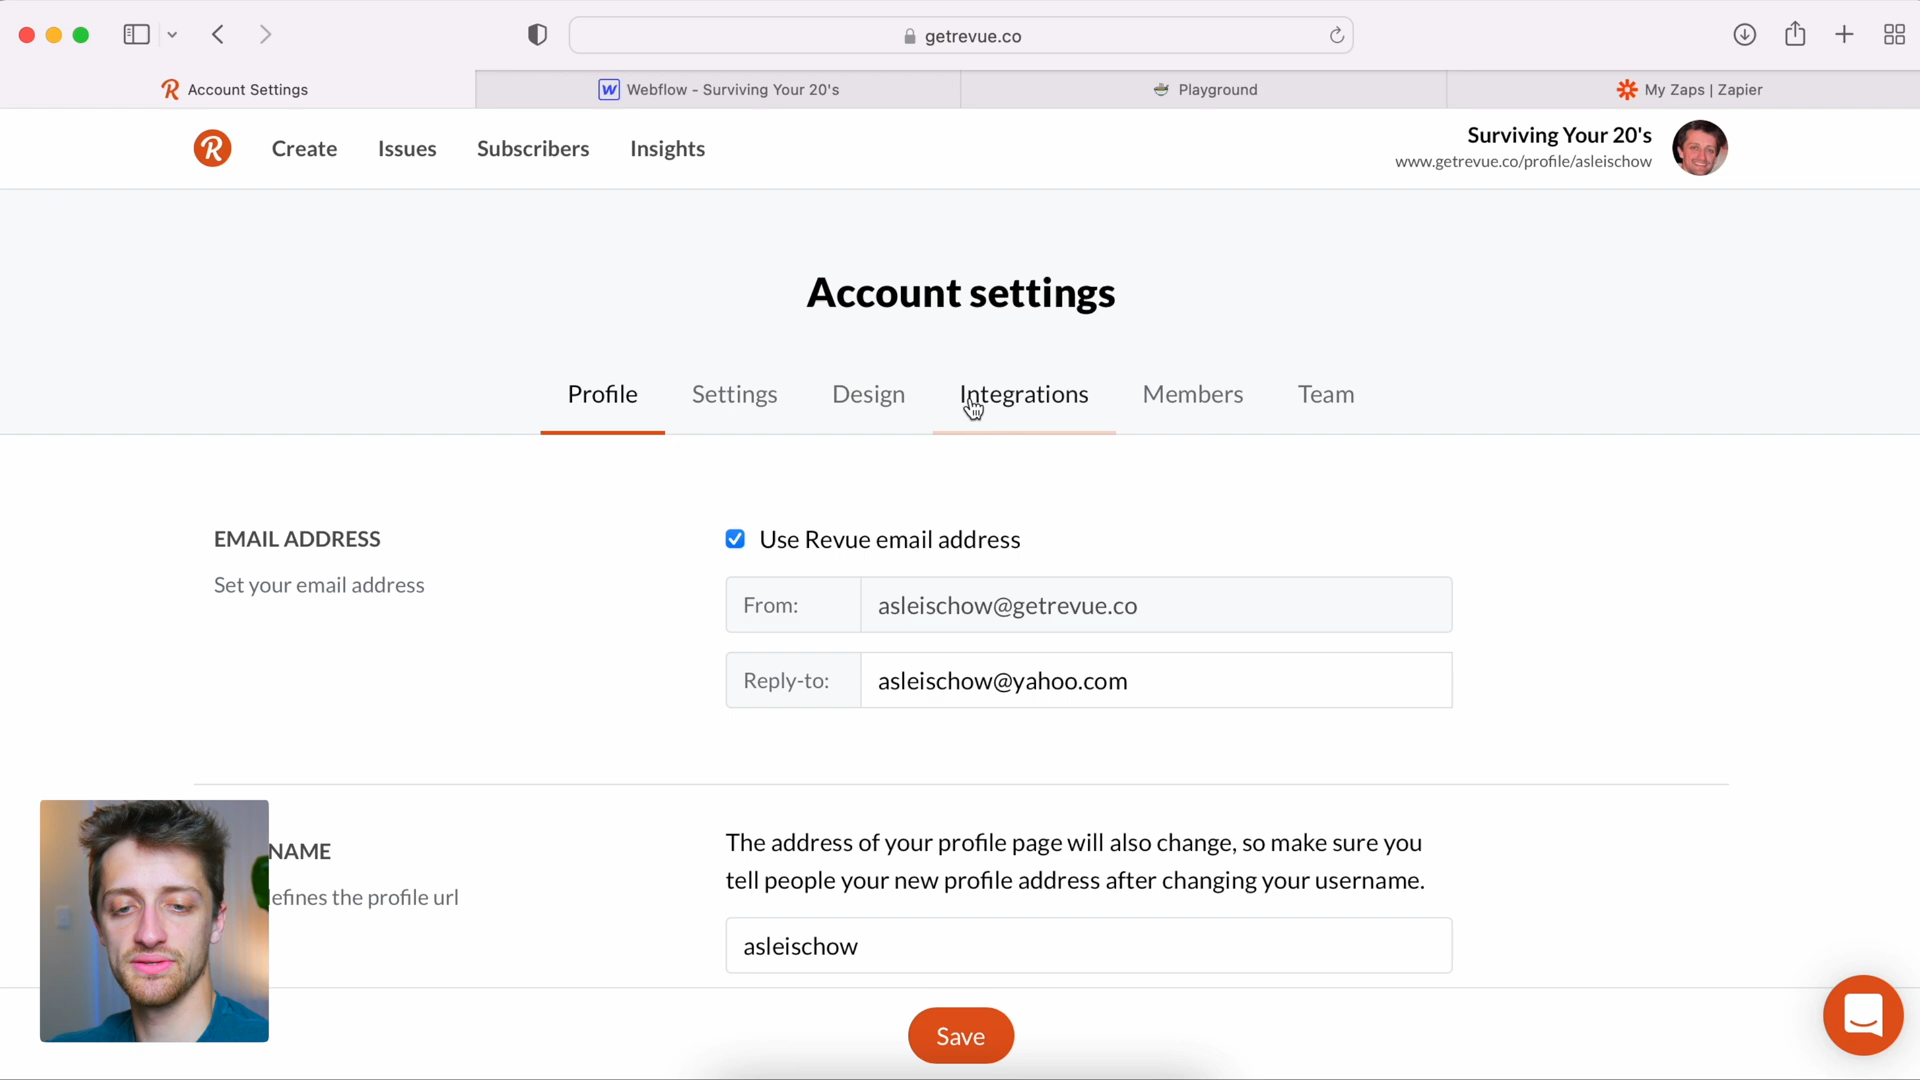 getrevue.co
Account Settings
Webflow - Surviving Your 20's
Playground
My Zaps | Zapier
R
Create
Issues
Subscribers
Insights
Surviving Your 20's
www.getrevue.co/profile/asleischow
Account settings
Profile
Settings
Design
Integrations
Members
Team
EMAIL ADDRESS
Set your email address
Use Revue email address
From:
asleischow@getrevue.co
Reply-to:
asleischow@yahoo.com
NAME
efines the profile url
The address of your profile page will also change, so make sure you
tell people your new profile address after changing your username.
asleischow
Save